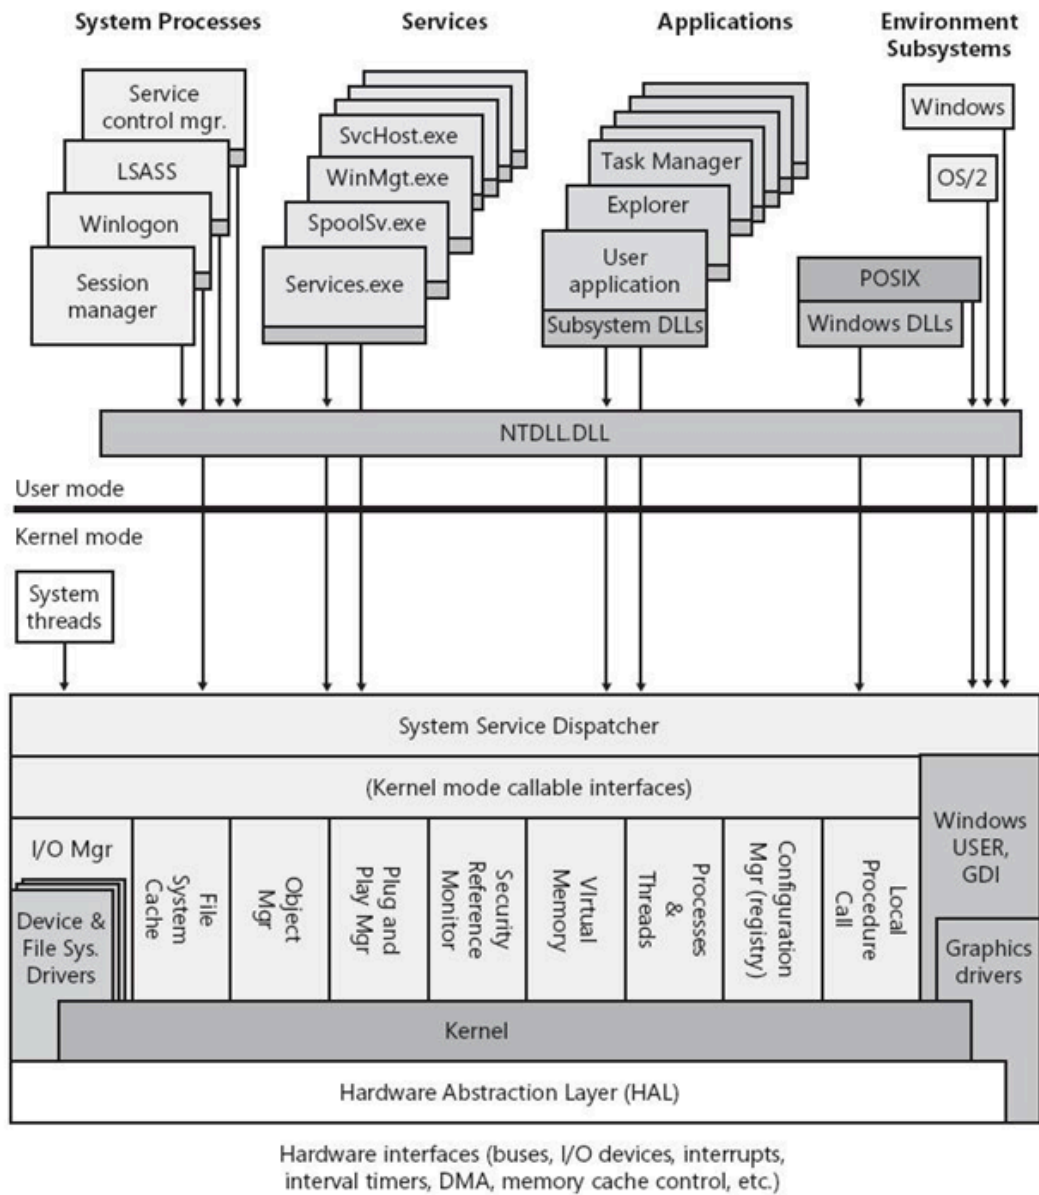 System Processes
Services
Applications
Environment
Subsystems
Service
control mgr.
LSASS
Winlogon
Session
manager
SvcHost.exe
WinMgt.exe
SpoolSv.exe
Services.exe
Task Manager
Explorer
User
application
Subsystem DLLs
Windows
OS/2
POSIX
Windows DLLs
NTDLL.DLL
User mode
Kernel mode
System
threads
System Service Dispatcher
(Kernel mode callable interfaces)
I/O Mgr
Device &
File Sys.
Drivers
File
System
Cache
Object
Mgr
Plug and
Play Mgr
Security
Reference
Monitor
VIrtual
Memory
Processes
&
Threads
Configuration
Mgr (registry)
Local
Procedure
Call
Windows
USER,
GDI
Graphics
drivers
Kernel
Hardware Abstraction Layer (HAL)
Hardware interfaces (buses, I/O devices, interrupts,
interval timers, DMA, memory cache control, etc.)